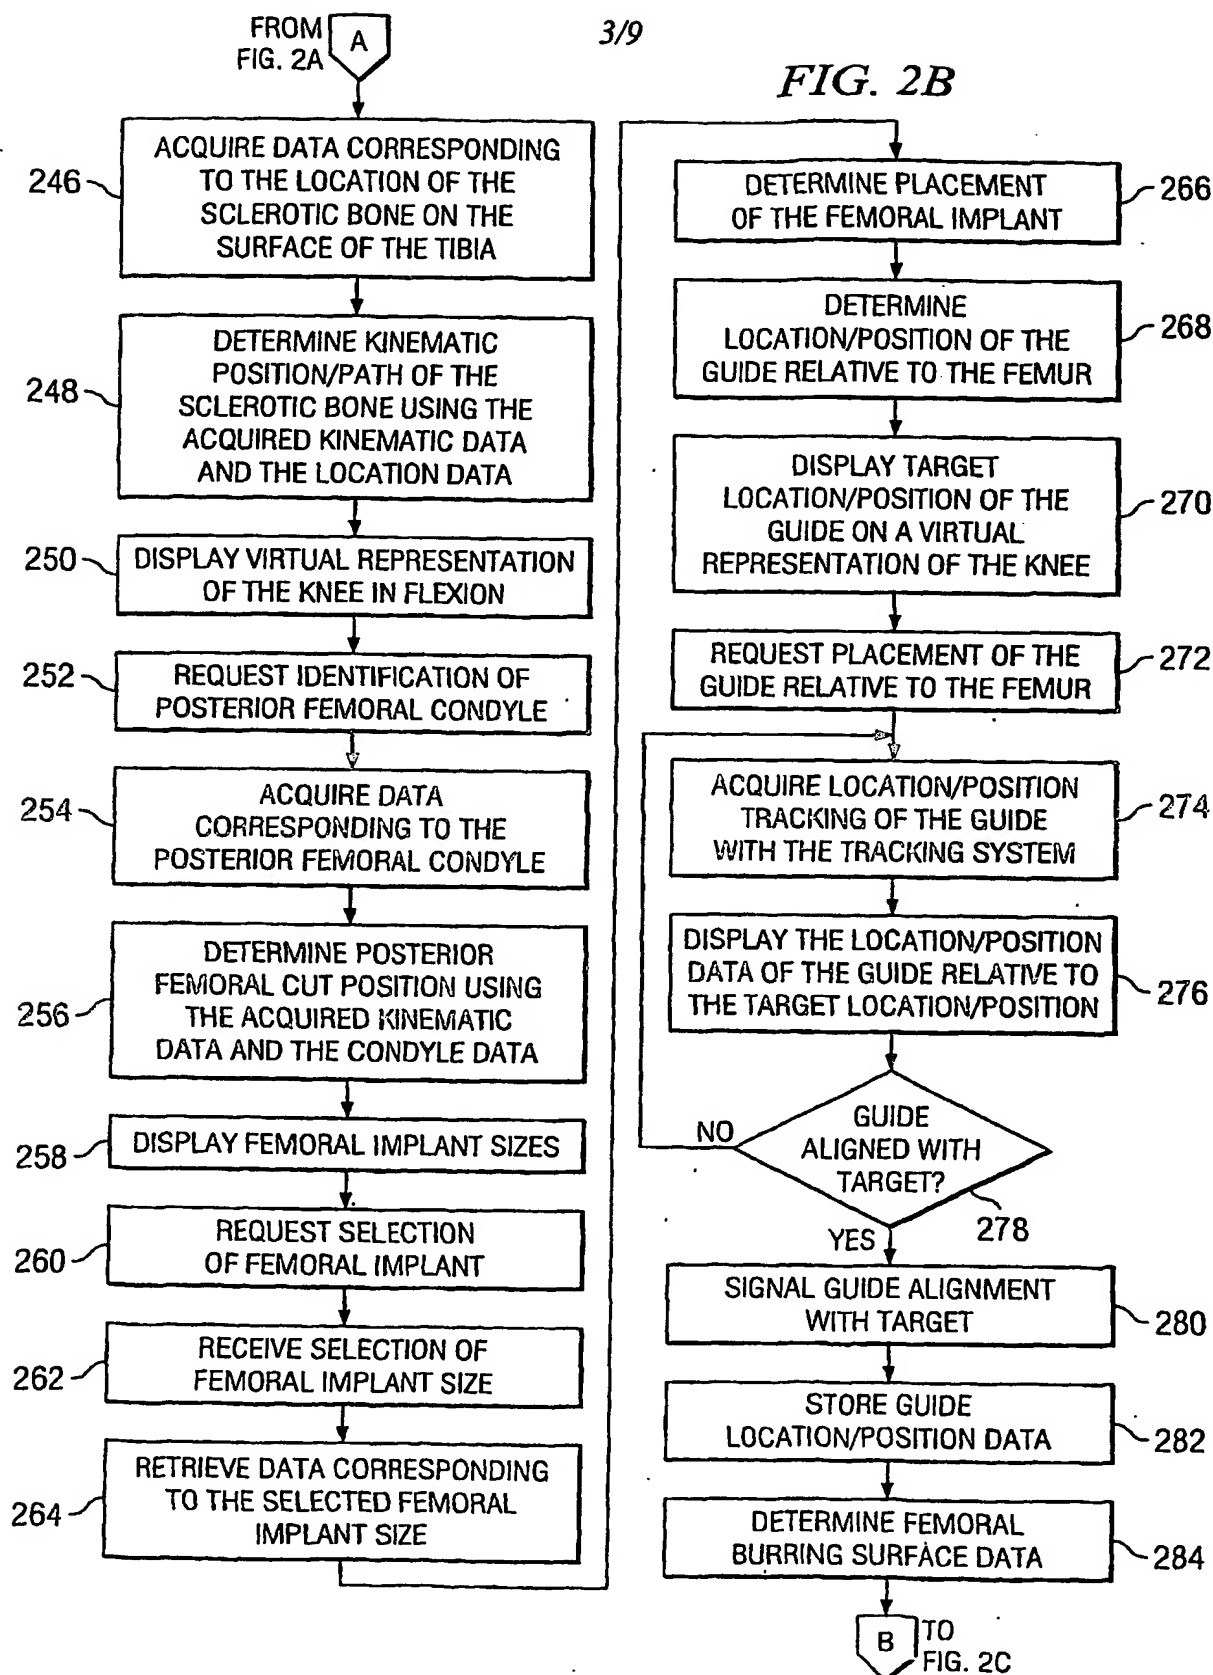 3/9
FIG. 2B
FROM
FIG. 2A
A
246
ACQUIRE DATA CORRESPONDING
TO THE LOCATION OF THE
SCLEROTIC BONE ON THE
SURFACE OF THE TIBIA
248
DETERMINE KINEMATIC
POSITION/PATH OF THE
SCLEROTIC BONE USING THE
ACQUIRED KINEMATIC DATA
AND THE LOCATION DATA
250
DISPLAY VIRTUAL REPRESENTATION
OF THE KNEE IN FLEXION
252
REQUEST IDENTIFICATION OF
POSTERIOR FEMORAL CONDYLE
254
ACQUIRE DATA
CORRESPONDING TO THE
POSTERIOR FEMORAL CONDYLE
256
DETERMINE POSTERIOR
FEMORAL CUT POSITION USING
THE ACQUIRED KINEMATIC
DATA AND THE CONDYLE DATA
258
DISPLAY FEMORAL IMPLANT SIZES
260
REQUEST SELECTION
OF FEMORAL IMPLANT
262
RECEIVE SELECTION OF
FEMORAL IMPLANT SIZE
264
RETRIEVE DATA CORRESPONDING
TO THE SELECTED FEMORAL
IMPLANT SIZE
DETERMINE PLACEMENT
OF THE FEMORAL IMPLANT
266
DETERMINE
LOCATION/POSITION OF THE
GUIDE RELATIVE TO THE FEMUR
268
DISPLAY TARGET
LOCATION/POSITION OF THE
GUIDE ON A VIRTUAL
REPRESENTATION OF THE KNEE
270
REQUEST PLACEMENT OF THE
GUIDE RELATIVE TO THE FEMUR
272
ACQUIRE LOCATION/POSITION
TRACKING OF THE GUIDE
WITH THE TRACKING SYSTEM
274
DISPLAY THE LOCATION/POSITION
DATA OF THE GUIDE RELATIVE TO
THE TARGET LOCATION/POSITION
276
NO
GUIDE
ALIGNED WITH
TARGET?
278
YES
SIGNAL GUIDE ALIGNMENT
WITH TARGET
280
STORE GUIDE
LOCATION/POSITION DATA
282
DETERMINE FEMORAL
BURRING SURFACE DATA
284
B
TO
FIG. 2C